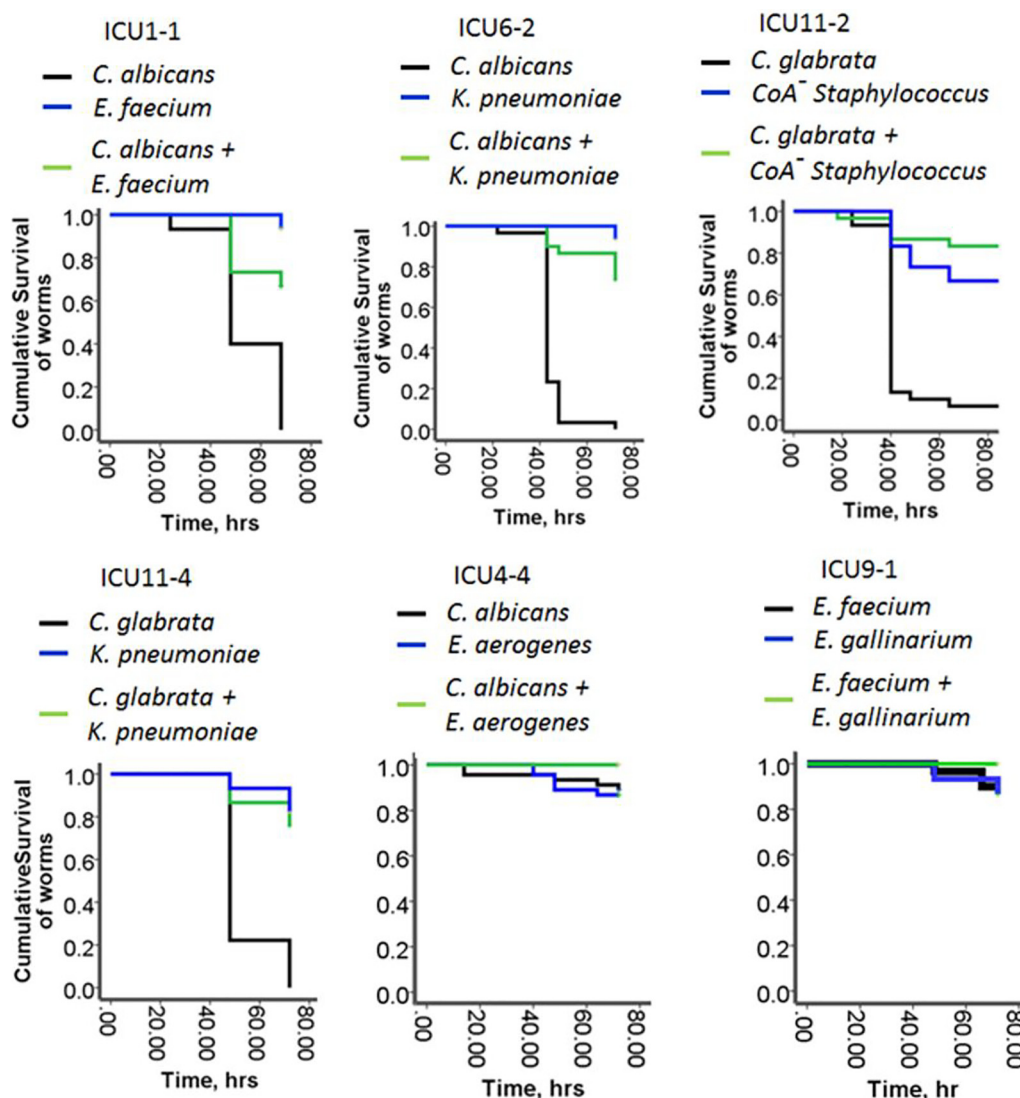 ICU1-1
C. albicans
E. faecium
C. albicans +
E. faecium
Cumulative Survival
of worms
1.0
0.8
0.6
0.4
0.2
0.0
.00
20.00
40.00
60.00
80.00
Time, hrs
ICU6-2
C. albicans
K. pneumoniae
C. albicans +
K. pneumoniae
Cumulative Survival
of worms
1.0
0.8
0.6
0.4
0.2
0.0
.00
20.00
40.00
60.00
80.00
Time, hrs
ICU11-2
C. glabrata
CoA⁻ Staphylococcus
C. glabrata +
CoA⁻ Staphylococcus
Cumulative Survival
of worms
1.0
0.8
0.6
0.4
0.2
0.0
.00
20.00
40.00
60.00
80.00
Time, hrs
ICU11-4
C. glabrata
K. pneumoniae
C. glabrata +
K. pneumoniae
CumulativeSurvival
of worms
1.0
0.8
0.6
0.4
0.2
0.0
.00
20.00
40.00
60.00
80.00
Time, hrs
ICU4-4
C. albicans
E. aerogenes
C. albicans +
E. aerogenes
1.0
0.8
0.6
0.4
0.2
0.0
.00
20.00
40.00
60.00
80.00
Time, hrs
ICU9-1
E. faecium
E. gallinarium
E. faecium +
E. gallinarium
1.0
0.8
0.6
0.4
0.2
0.0
.00
20.00
40.00
60.00
80.00
Time, hr